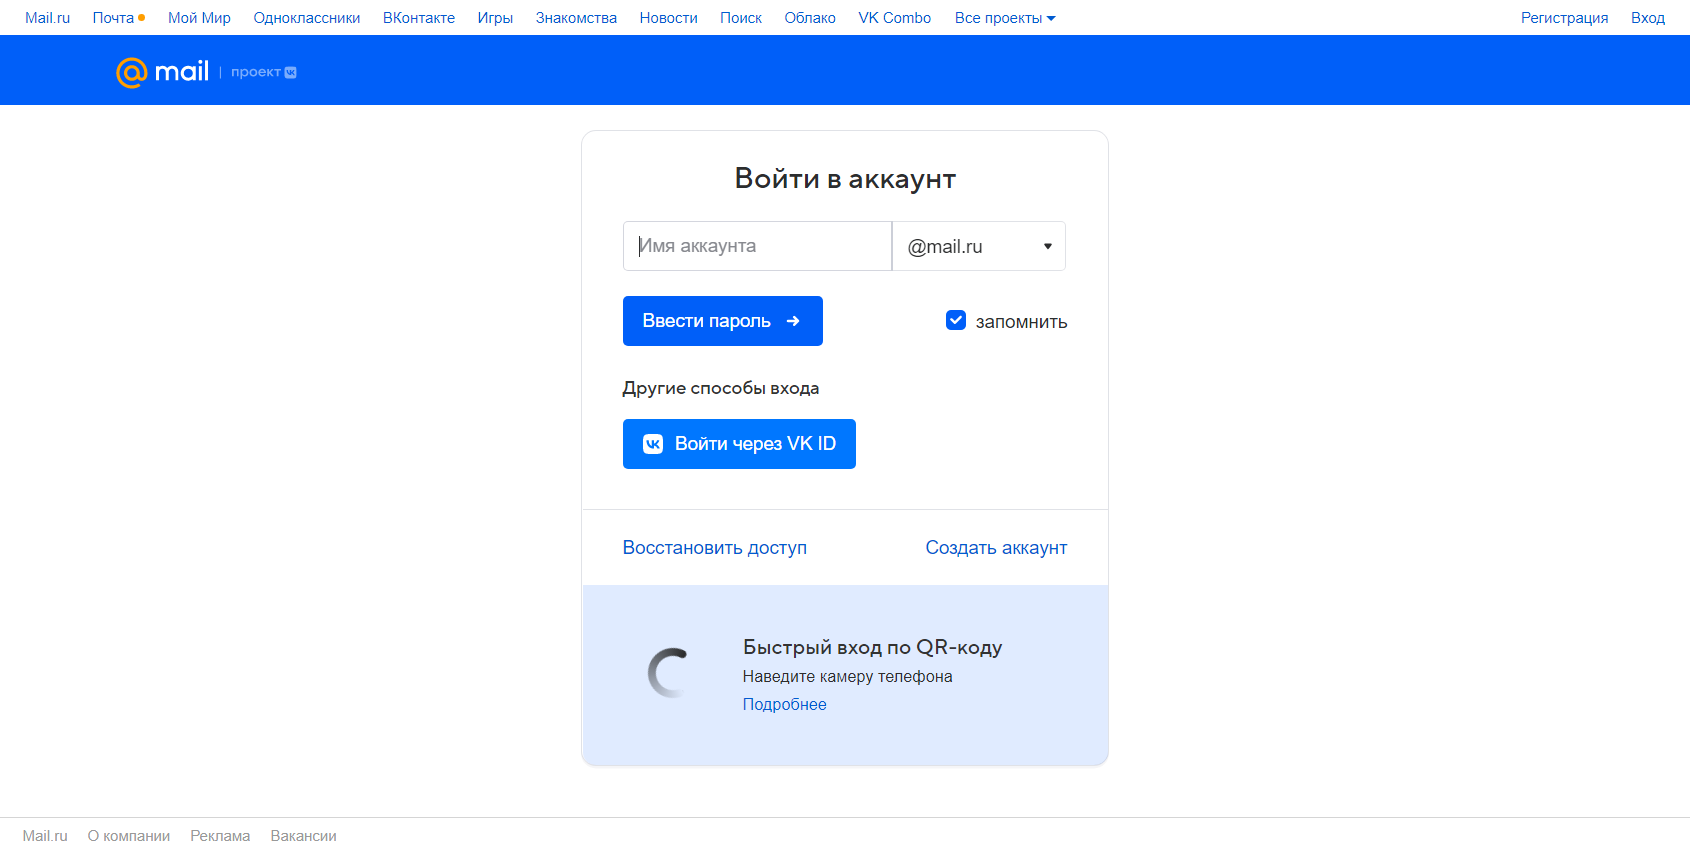 Mail.ru Почта Мой Мир Одноклассники ВКонтакте Игры Знакомства Новости Поиск Облако VK Combo Все проекты Регистрация Вход
@mail | проект
Войти в аккаунт
Имя аккаунта @mail.ru
Ввести пароль → запомнить
Другие способы входа
Войти через VK ID
Восстановить доступ Создать аккаунт
Быстрый вход по QR-коду
Наведите камеру телефона
Подробнее
Mail.ru О компании Реклама Вакансии